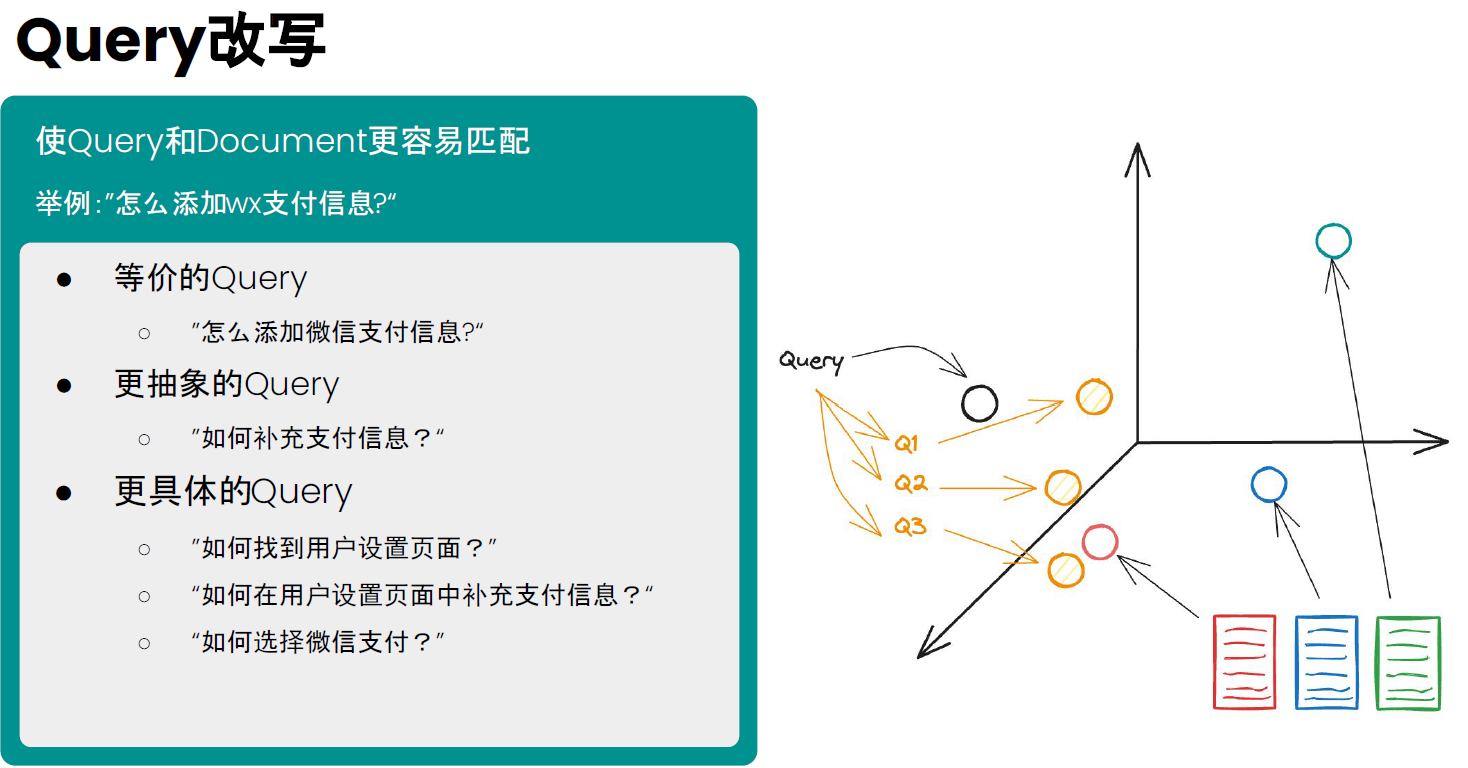 Query改写
使Query和Document更容易匹配
举例:”怎么添加wx支付信息?“
● 等价的Query
○ ”怎么添加微信支付信息?“
● 更抽象的Query
○ ”如何补充支付信息？“
● 更具体的Query
○ ”如何找到用户设置页面？”
○ “如何在用户设置页面中补充支付信息？“
○ “如何选择微信支付？”
Query
Q1
Q2
Q3